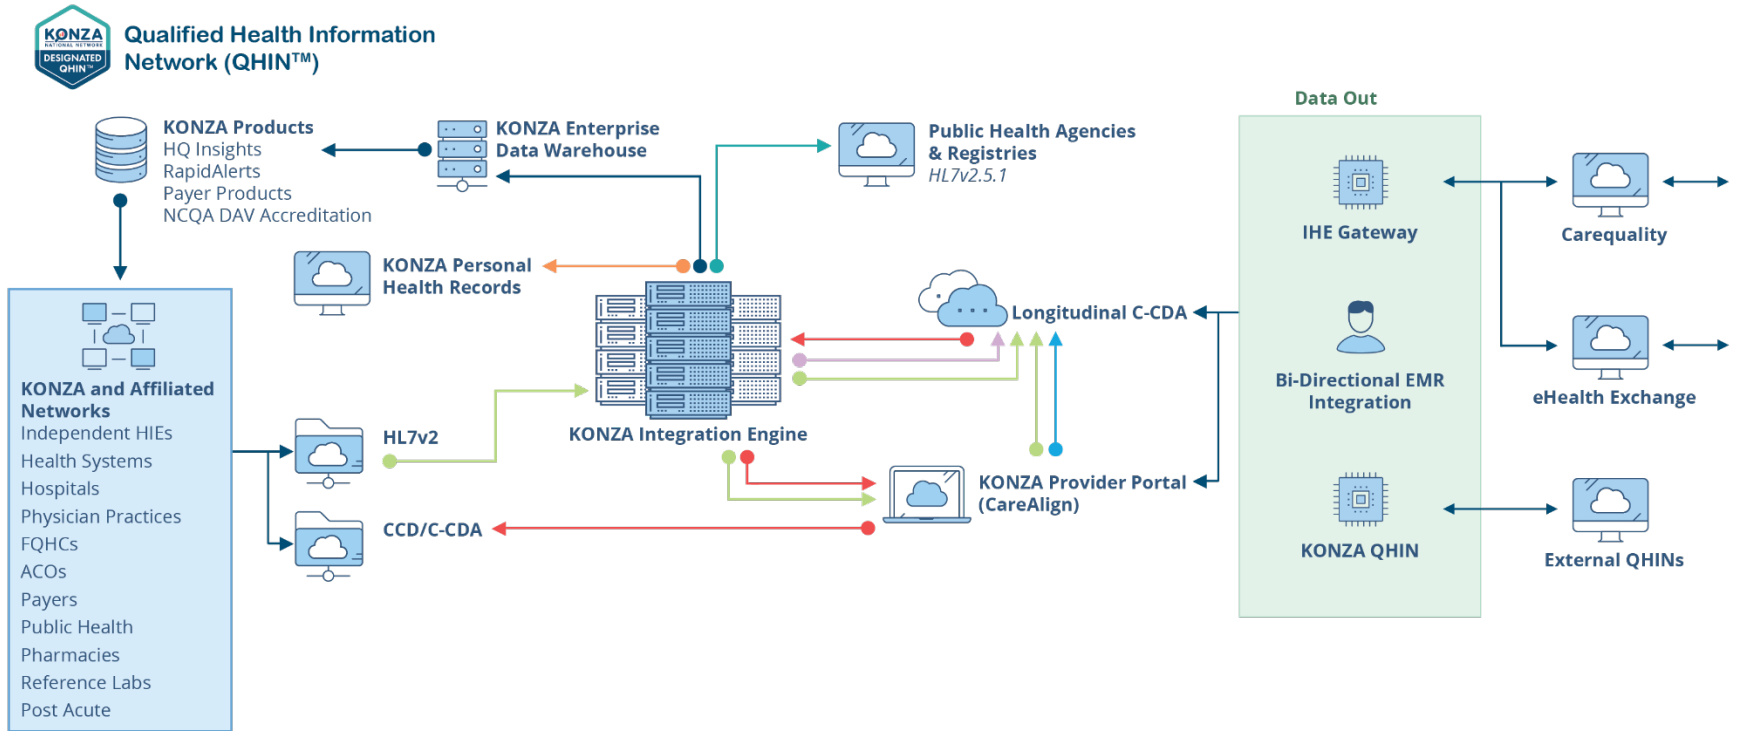 KONZA
NATIONAL NETWORK
DESIGNATED
QHIN™
Qualified Health Information
Network (QHIN™)
KONZA Products
HQ Insights
RapidAlerts
Payer Products
NCQA DAV Accreditation
KONZA Enterprise
Data Warehouse
Public Health Agencies
& Registries
HL7v2.5.1
Data Out
IHE Gateway
Carequality
KONZA Personal
Health Records
Longitudinal C-CDA
Bi-Directional EMR
Integration
eHealth Exchange
KONZA and Affiliated
Networks
Independent HIEs
Health Systems
Hospitals
Physician Practices
FQHCs
ACOs
Payers
Public Health
Pharmacies
Reference Labs
Post Acute
HL7v2
CCD/C-CDA
KONZA Integration Engine
KONZA Provider Portal
(CareAlign)
KONZA QHIN
External QHINs